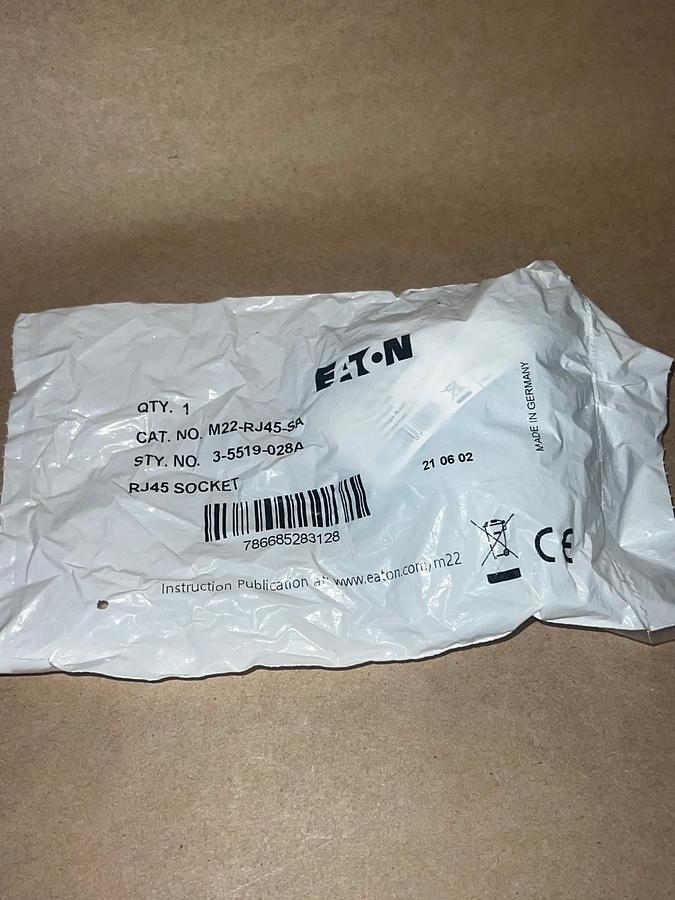 EATON
QTY. 1
CAT. NO. M22-RJ45-SA
STY. NO. 3-5519-028A
RJ45 SOCKET
786685283128
21 06 02
MADE IN GERMANY
CE
Instruction Publication at: www.eaton.com/m22